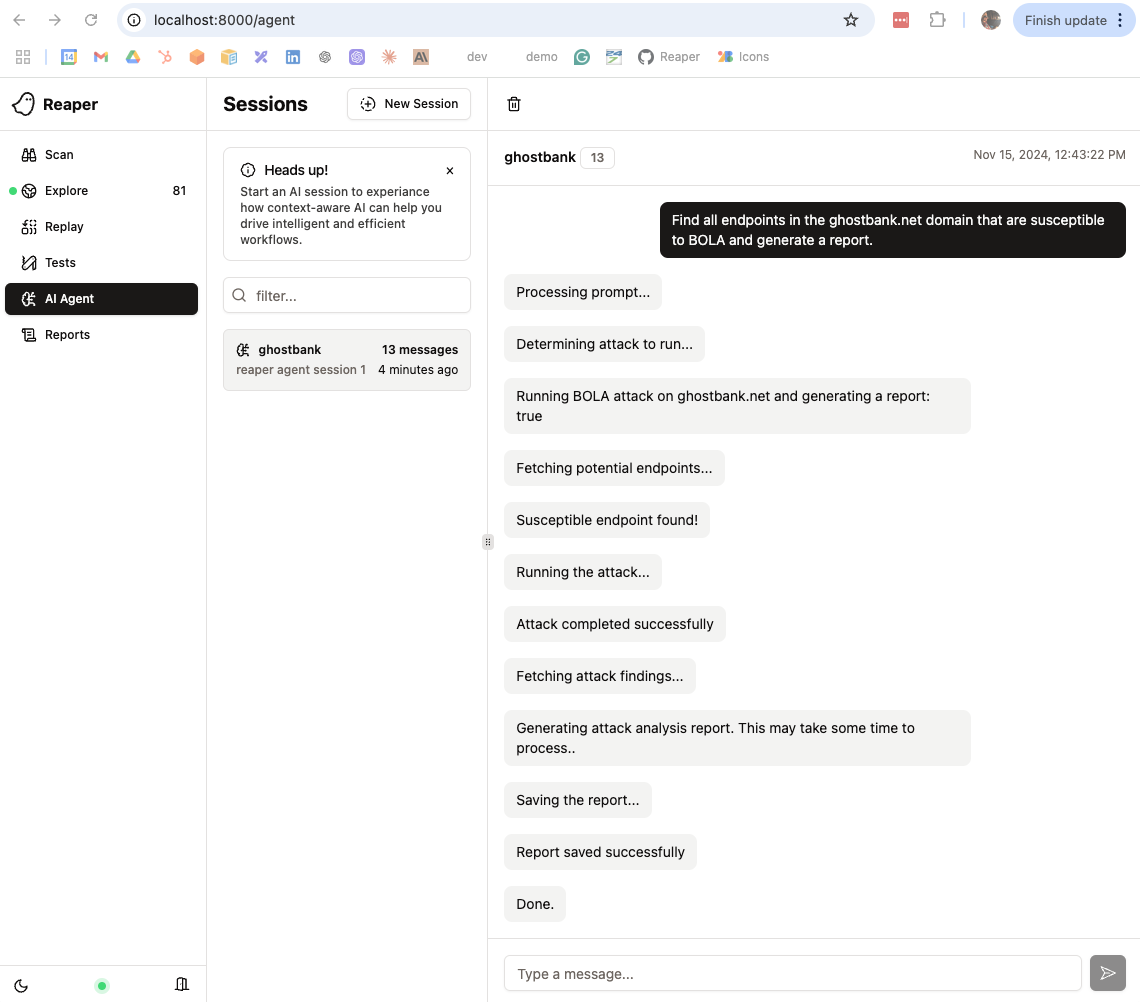 localhost:8000/agent
Finish update
14
dev
demo
Reaper
Icons
Reaper
Scan
Explore
81
Replay
Tests
AI Agent
Reports
Sessions
New Session
Heads up!
Start an AI session to experiance
how context-aware AI can help you
drive intelligent and efficient
workflows.
filter...
ghostbank
13 messages
reaper agent session 1
4 minutes ago
ghostbank
13
Nov 15, 2024, 12:43:22 PM
Find all endpoints in the ghostbank.net domain that are susceptible
to BOLA and generate a report.
Processing prompt...
Determining attack to run...
Running BOLA attack on ghostbank.net and generating a report:
true
Fetching potential endpoints...
Susceptible endpoint found!
Running the attack...
Attack completed successfully
Fetching attack findings...
Generating attack analysis report. This may take some time to
process..
Saving the report...
Report saved successfully
Done.
Type a message...